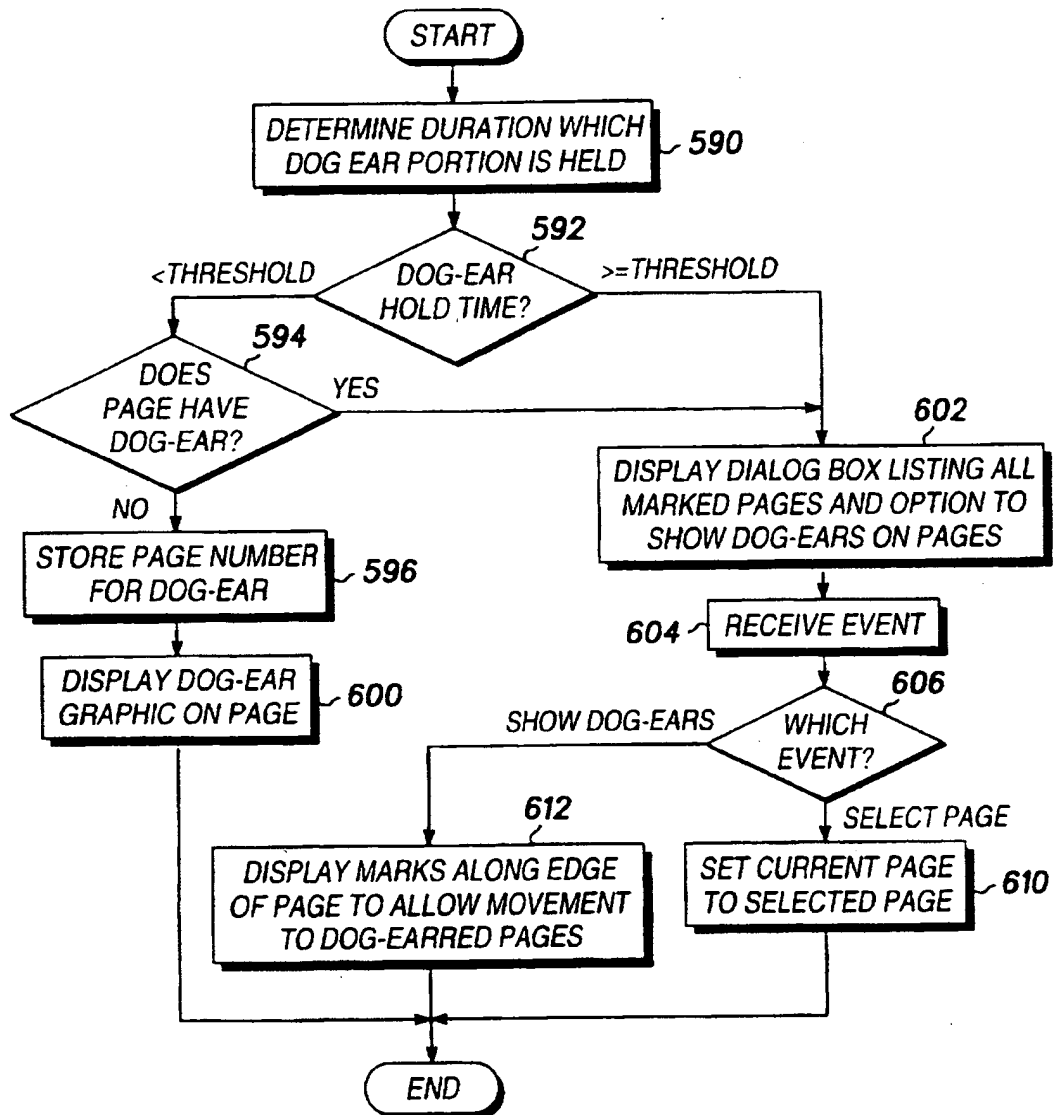 START
DETERMINE DURATION WHICH
DOG EAR PORTION IS HELD
590
592
<THRESHOLD
DOG-EAR
HOLD TIME?
>=THRESHOLD
594
DOES
PAGE HAVE
DOG-EAR?
YES
NO
602
DISPLAY DIALOG BOX LISTING ALL
MARKED PAGES AND OPTION TO
SHOW DOG-EARS ON PAGES
STORE PAGE NUMBER
FOR DOG-EAR
596
604
RECEIVE EVENT
DISPLAY DOG-EAR
GRAPHIC ON PAGE
600
606
SHOW DOG-EARS
WHICH
EVENT?
SELECT PAGE
612
DISPLAY MARKS ALONG EDGE
OF PAGE TO ALLOW MOVEMENT
TO DOG-EARRED PAGES
SET CURRENT PAGE
TO SELECTED PAGE
610
END